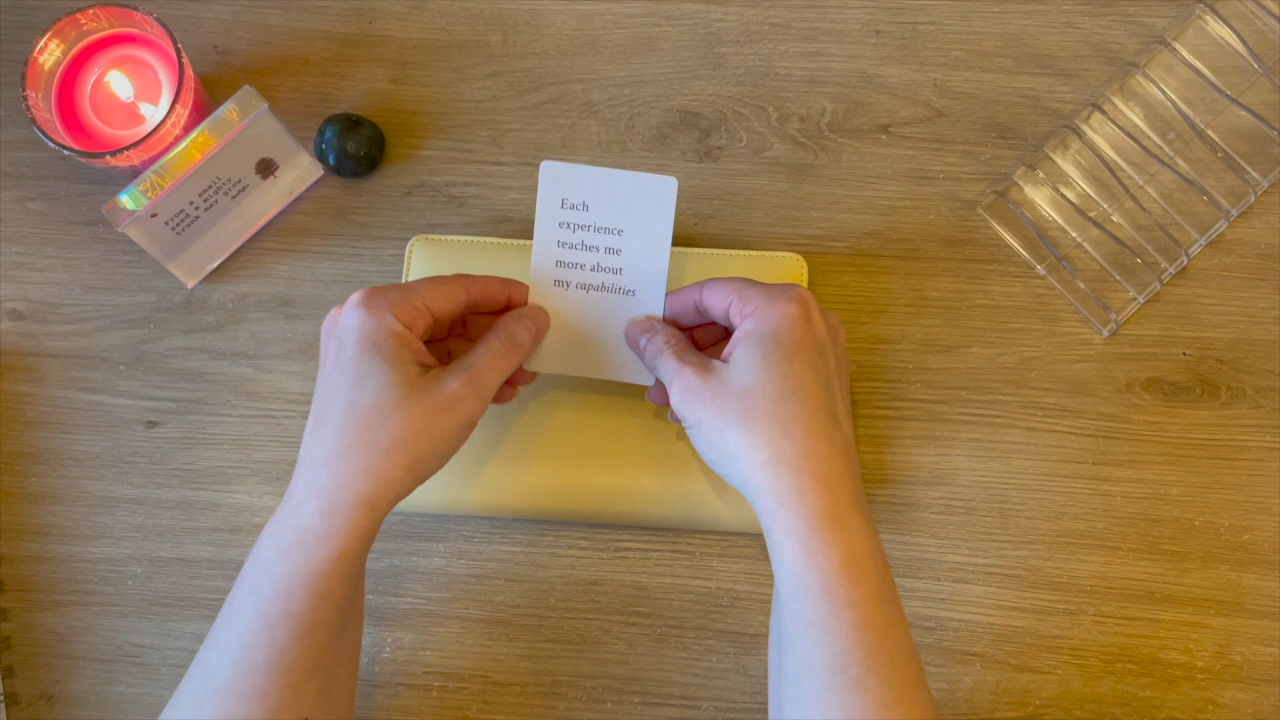 Each
experience
teaches me
more about
my capabilities
From a small
seed a mighty
trunk may grow.